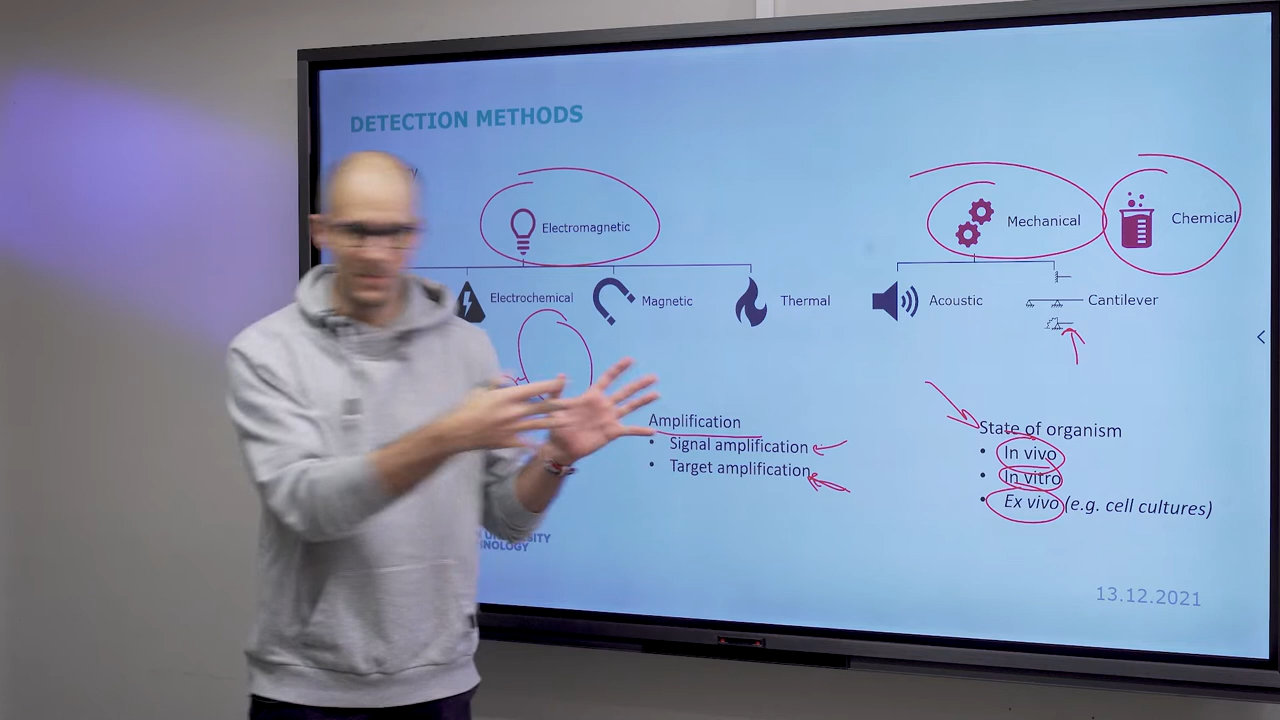 DETECTION METHODS
Electromagnetic
Mechanical
Chemical
Electrochemical
Magnetic
Thermal
Acoustic
Cantilever
Amplification
• Signal amplification
• Target amplification
State of organism
• In vivo
• In vitro
• Ex vivo (e.g. cell cultures)
13.12.2021